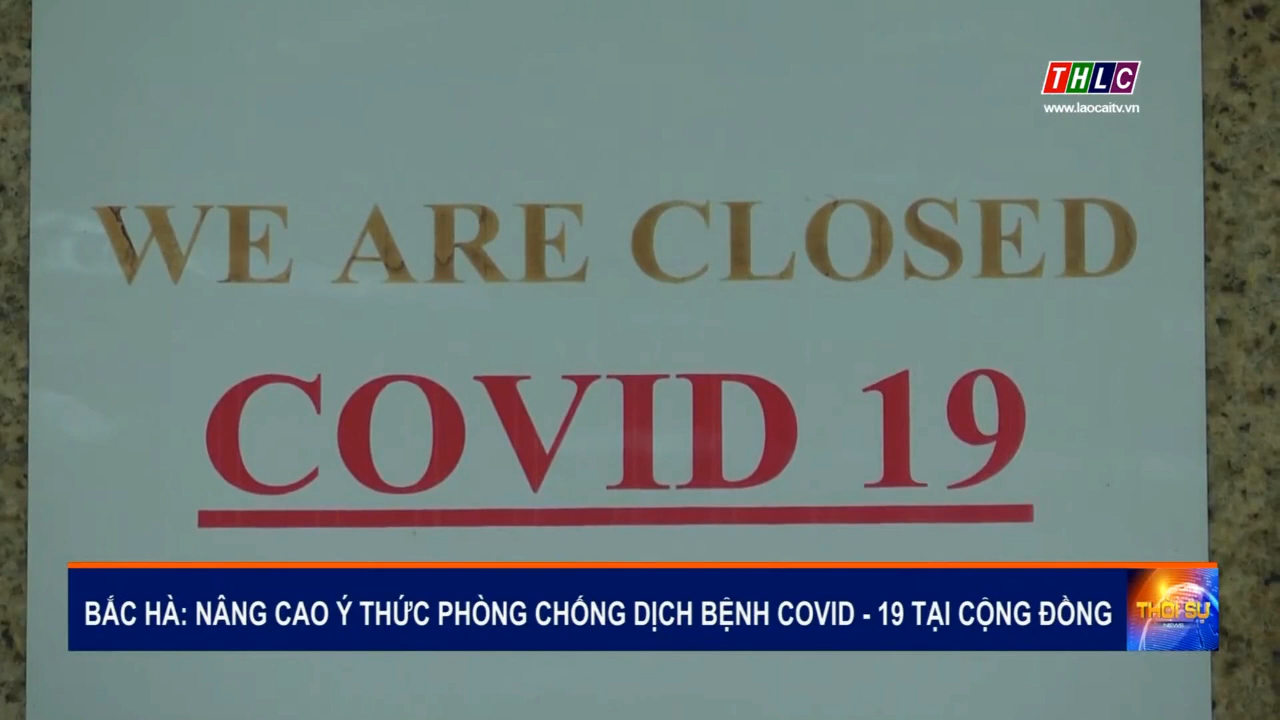 THLC
www.laocaitv.vn
WE ARE CLOSED
COVID 19
BẮC HÀ: NÂNG CAO Ý THỨC PHÒNG CHỐNG DỊCH BỆNH COVID - 19 TẠI CỘNG ĐỒNG
THỜI SỰ
NEWS